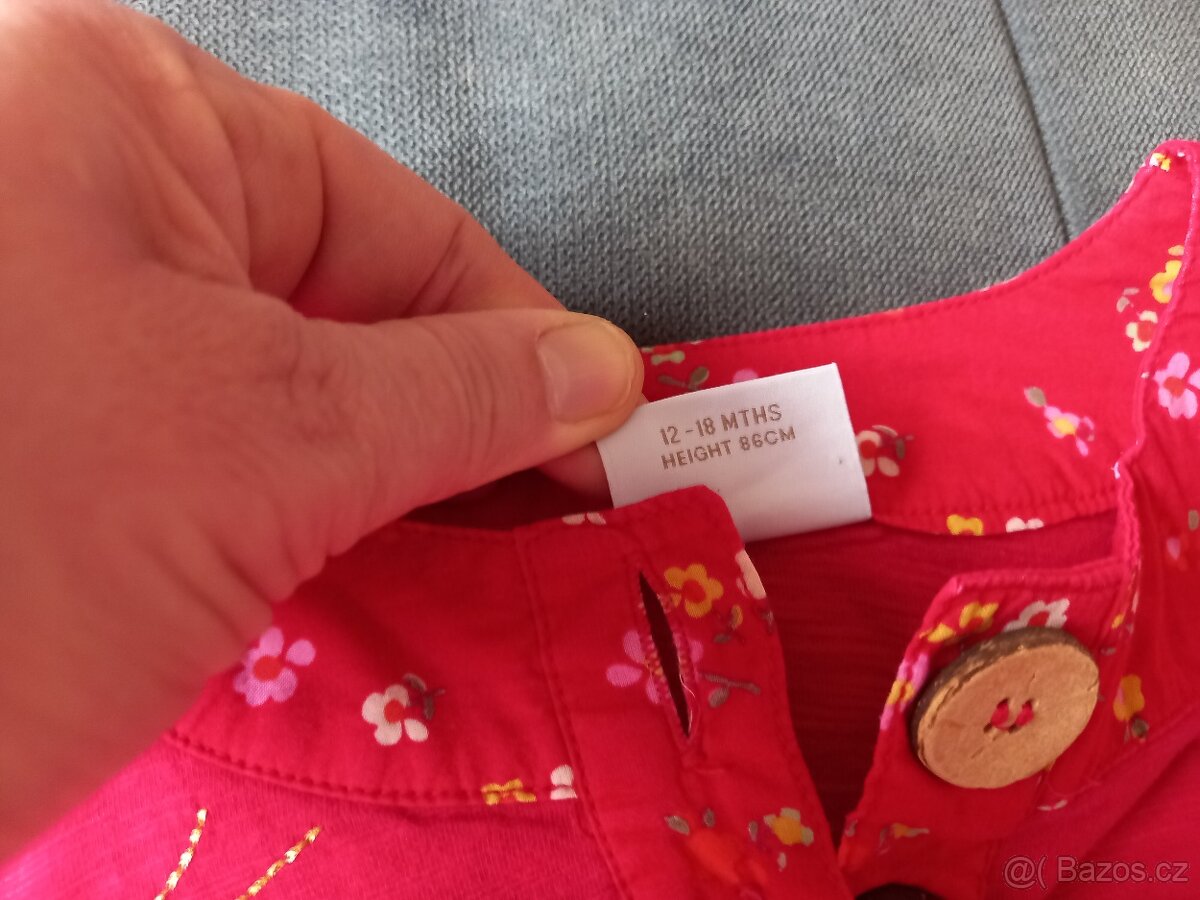 12-18 MTHS
HEIGHT 86CM
@( Bazos.cz